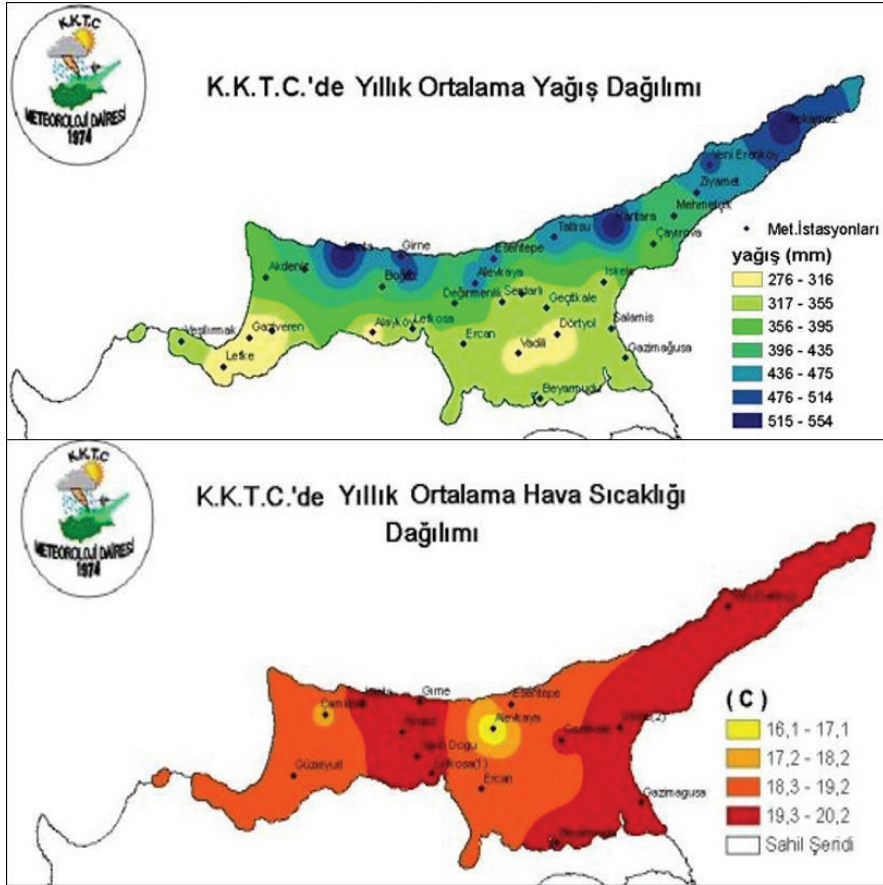 K.K.T.C
METEOROLOJİ DAİRESİ
1974
K.K.T.C.'de Yıllık Ortalama Yağış Dağılımı
Yeni Erenköy
Ziyamet
Mehmetçik
Kantara
Tatlısu
Çayırova
Girne
Esentepe
Akdeniz
Boğaz
Alevkaya
İskele
Değirmenlik
Serdarlı
Geçitkale
Yeşilırmak
Gaziveren
Alayköy
Lefkoşa
Ercan
Dörtyol
Salamis
Lefke
Vadili
Gazimağusa
Beyarmudu
Met.İstasyonları
yağış (mm)
276 - 316
317 - 355
356 - 395
396 - 435
436 - 475
476 - 514
515 - 554
K.K.T.C
METEOROLOJİ DAİRESİ
1974
K.K.T.C.'de Yıllık Ortalama Hava Sıcaklığı
Dağılımı
Girne
Esentepe
Alevkaya
Güzelyurt
Ercan
Gazimagusa
( C )
16,1 - 17,1
17,2 - 18,2
18,3 - 19,2
19,3 - 20,2
Sahil Şeridi